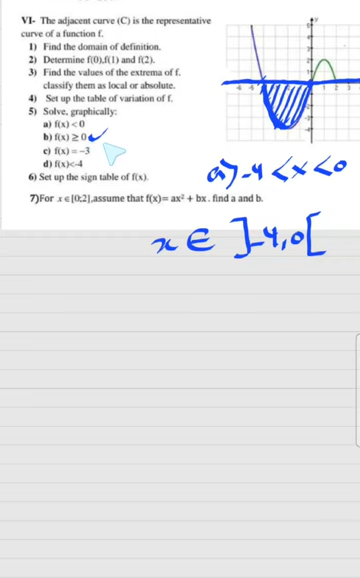 VI- The adjacent curve (C) is the representative
curve of a function f.
1) Find the domain of definition.
2) Determine f(0),f(1) and f(2).
3) Find the values of the extrema of f.
classify them as local or absolute.
4) Set up the table of variation of f.
5) Solve, graphically:
a) f(x) < 0
b) f(x) ≥ 0
c) f(x) = -3
d) f(x)<-4
6) Set up the sign table of f(x).
7)For x ∈ [0;2],assume that f(x)= ax² + bx . find a and b.
a) -4 < x < 0
x ∈ ]-4,0[